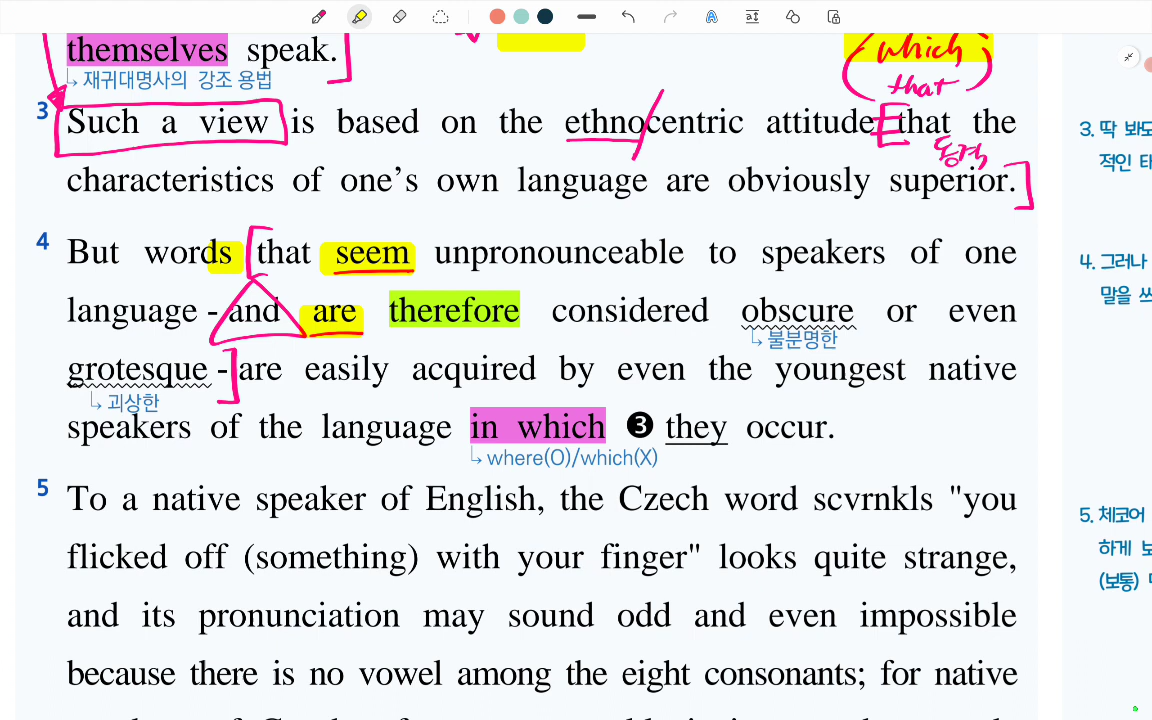 which
that
themselves speak.
↳ 재귀대명사의 강조 용법
3 Such a view is based on the ethnocentric attitude that the
동격
characteristics of one's own language are obviously superior.
4 But words that seem unpronounceable to speakers of one
language - and are therefore considered obscure or even
↳ 불분명한
grotesque - are easily acquired by even the youngest native
↳ 괴상한
speakers of the language in which ❸ they occur.
↳ where(O)/which(X)
5 To a native speaker of English, the Czech word scvrnkls "you
flicked off (something) with your finger" looks quite strange,
and its pronunciation may sound odd and even impossible
because there is no vowel among the eight consonants; for native
3. 딱 봐도
적인 태
4. 그러나
말을 쓰
5. 체코어
하게 보
(보통)